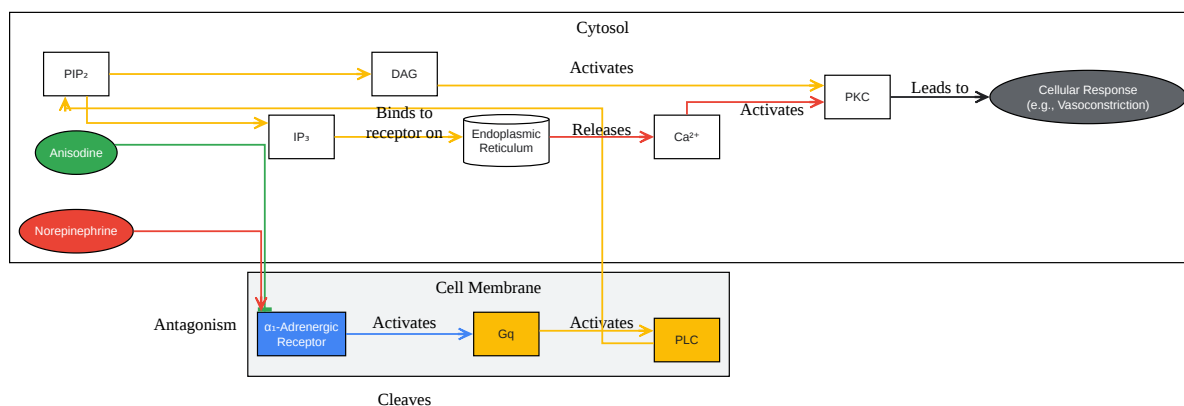 Cytosol
PIP₂
DAG
Activates
PKC
Leads to
Cellular Response
(e.g., Vasoconstriction)
IP₃
Binds to
receptor on
Endoplasmic
Reticulum
Releases
Ca²⁺
Activates
Anisodine
Norepinephrine
Cell Membrane
Antagonism
α₁-Adrenergic
Receptor
Activates
Gq
Activates
PLC
Cleaves